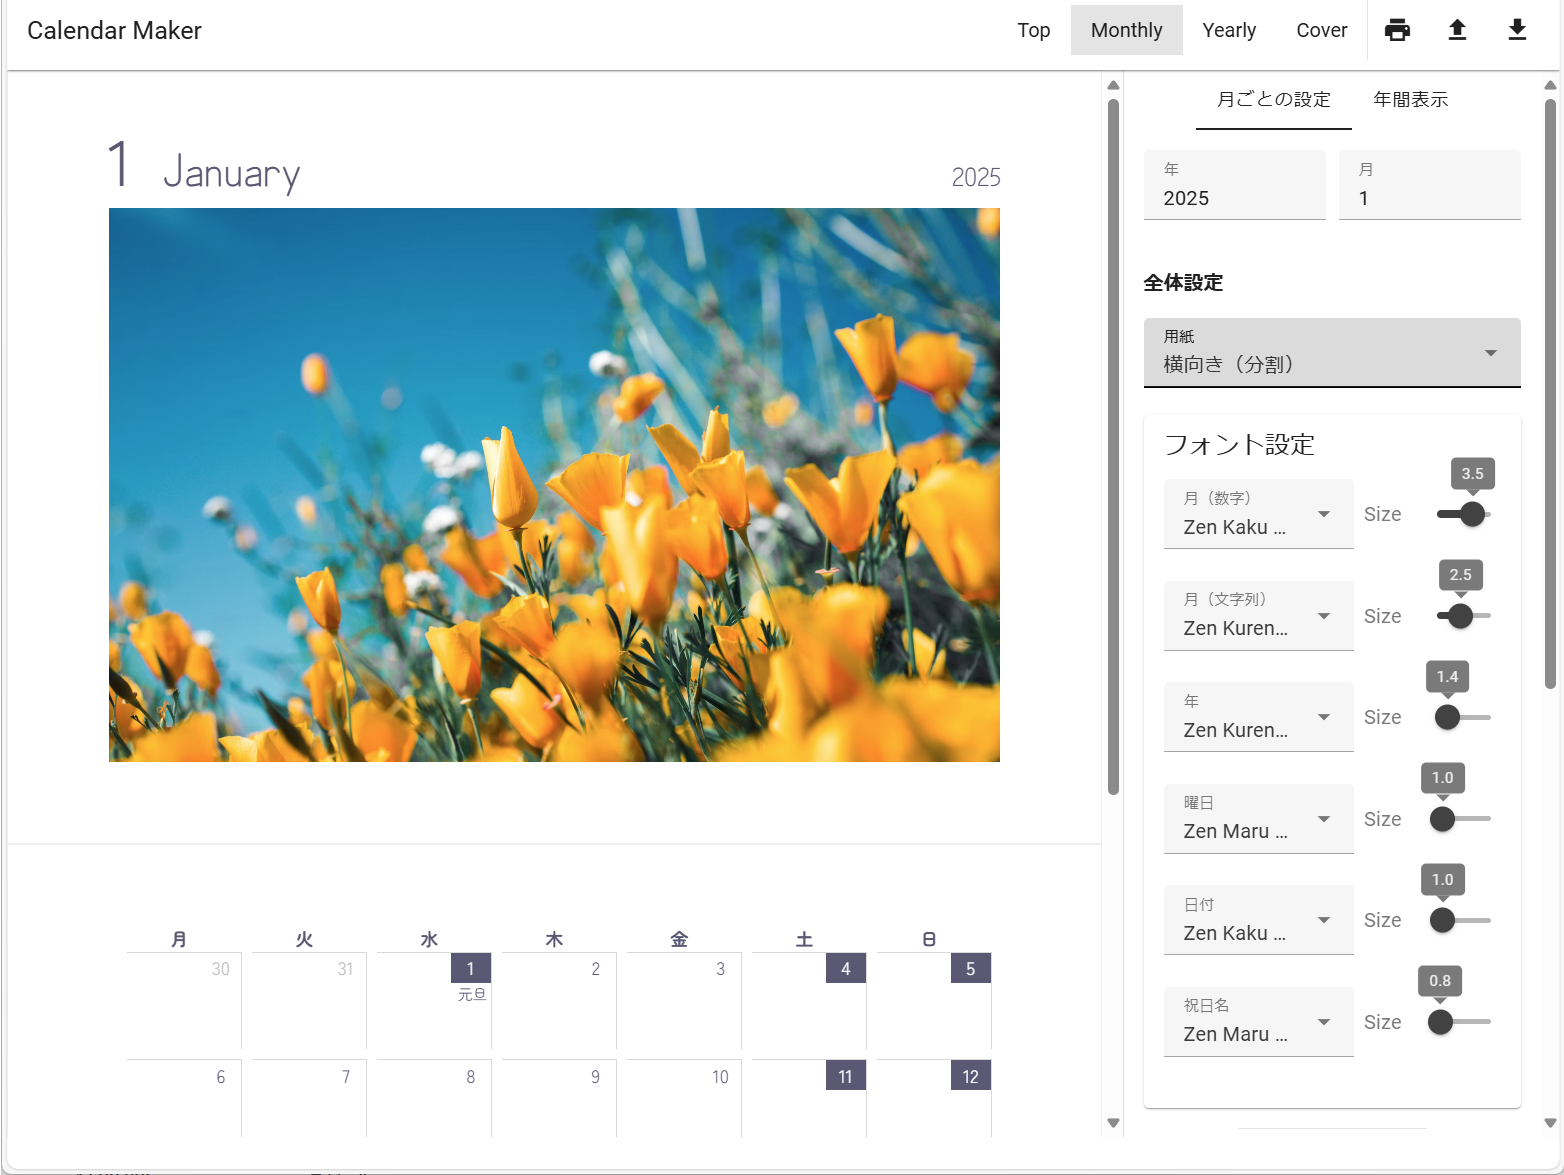 Calendar Maker
Top Monthly Yearly Cover
月ごとの設定 年間表示
1 January 2025
年 月
2025 1
全体設定
用紙
横向き（分割）
フォント設定
3.5
月（数字）
Zen Kaku ... Size
2.5
月（文字列）
Zen Kuren... Size
1.4
年
Zen Kuren... Size
1.0
曜日
Zen Maru ... Size
1.0
日付
Zen Kaku ... Size
0.8
祝日名
Zen Maru ... Size
月 火 水 木 金 土 日
30 31 1 2 3 4 5
元旦
6 7 8 9 10 11 12